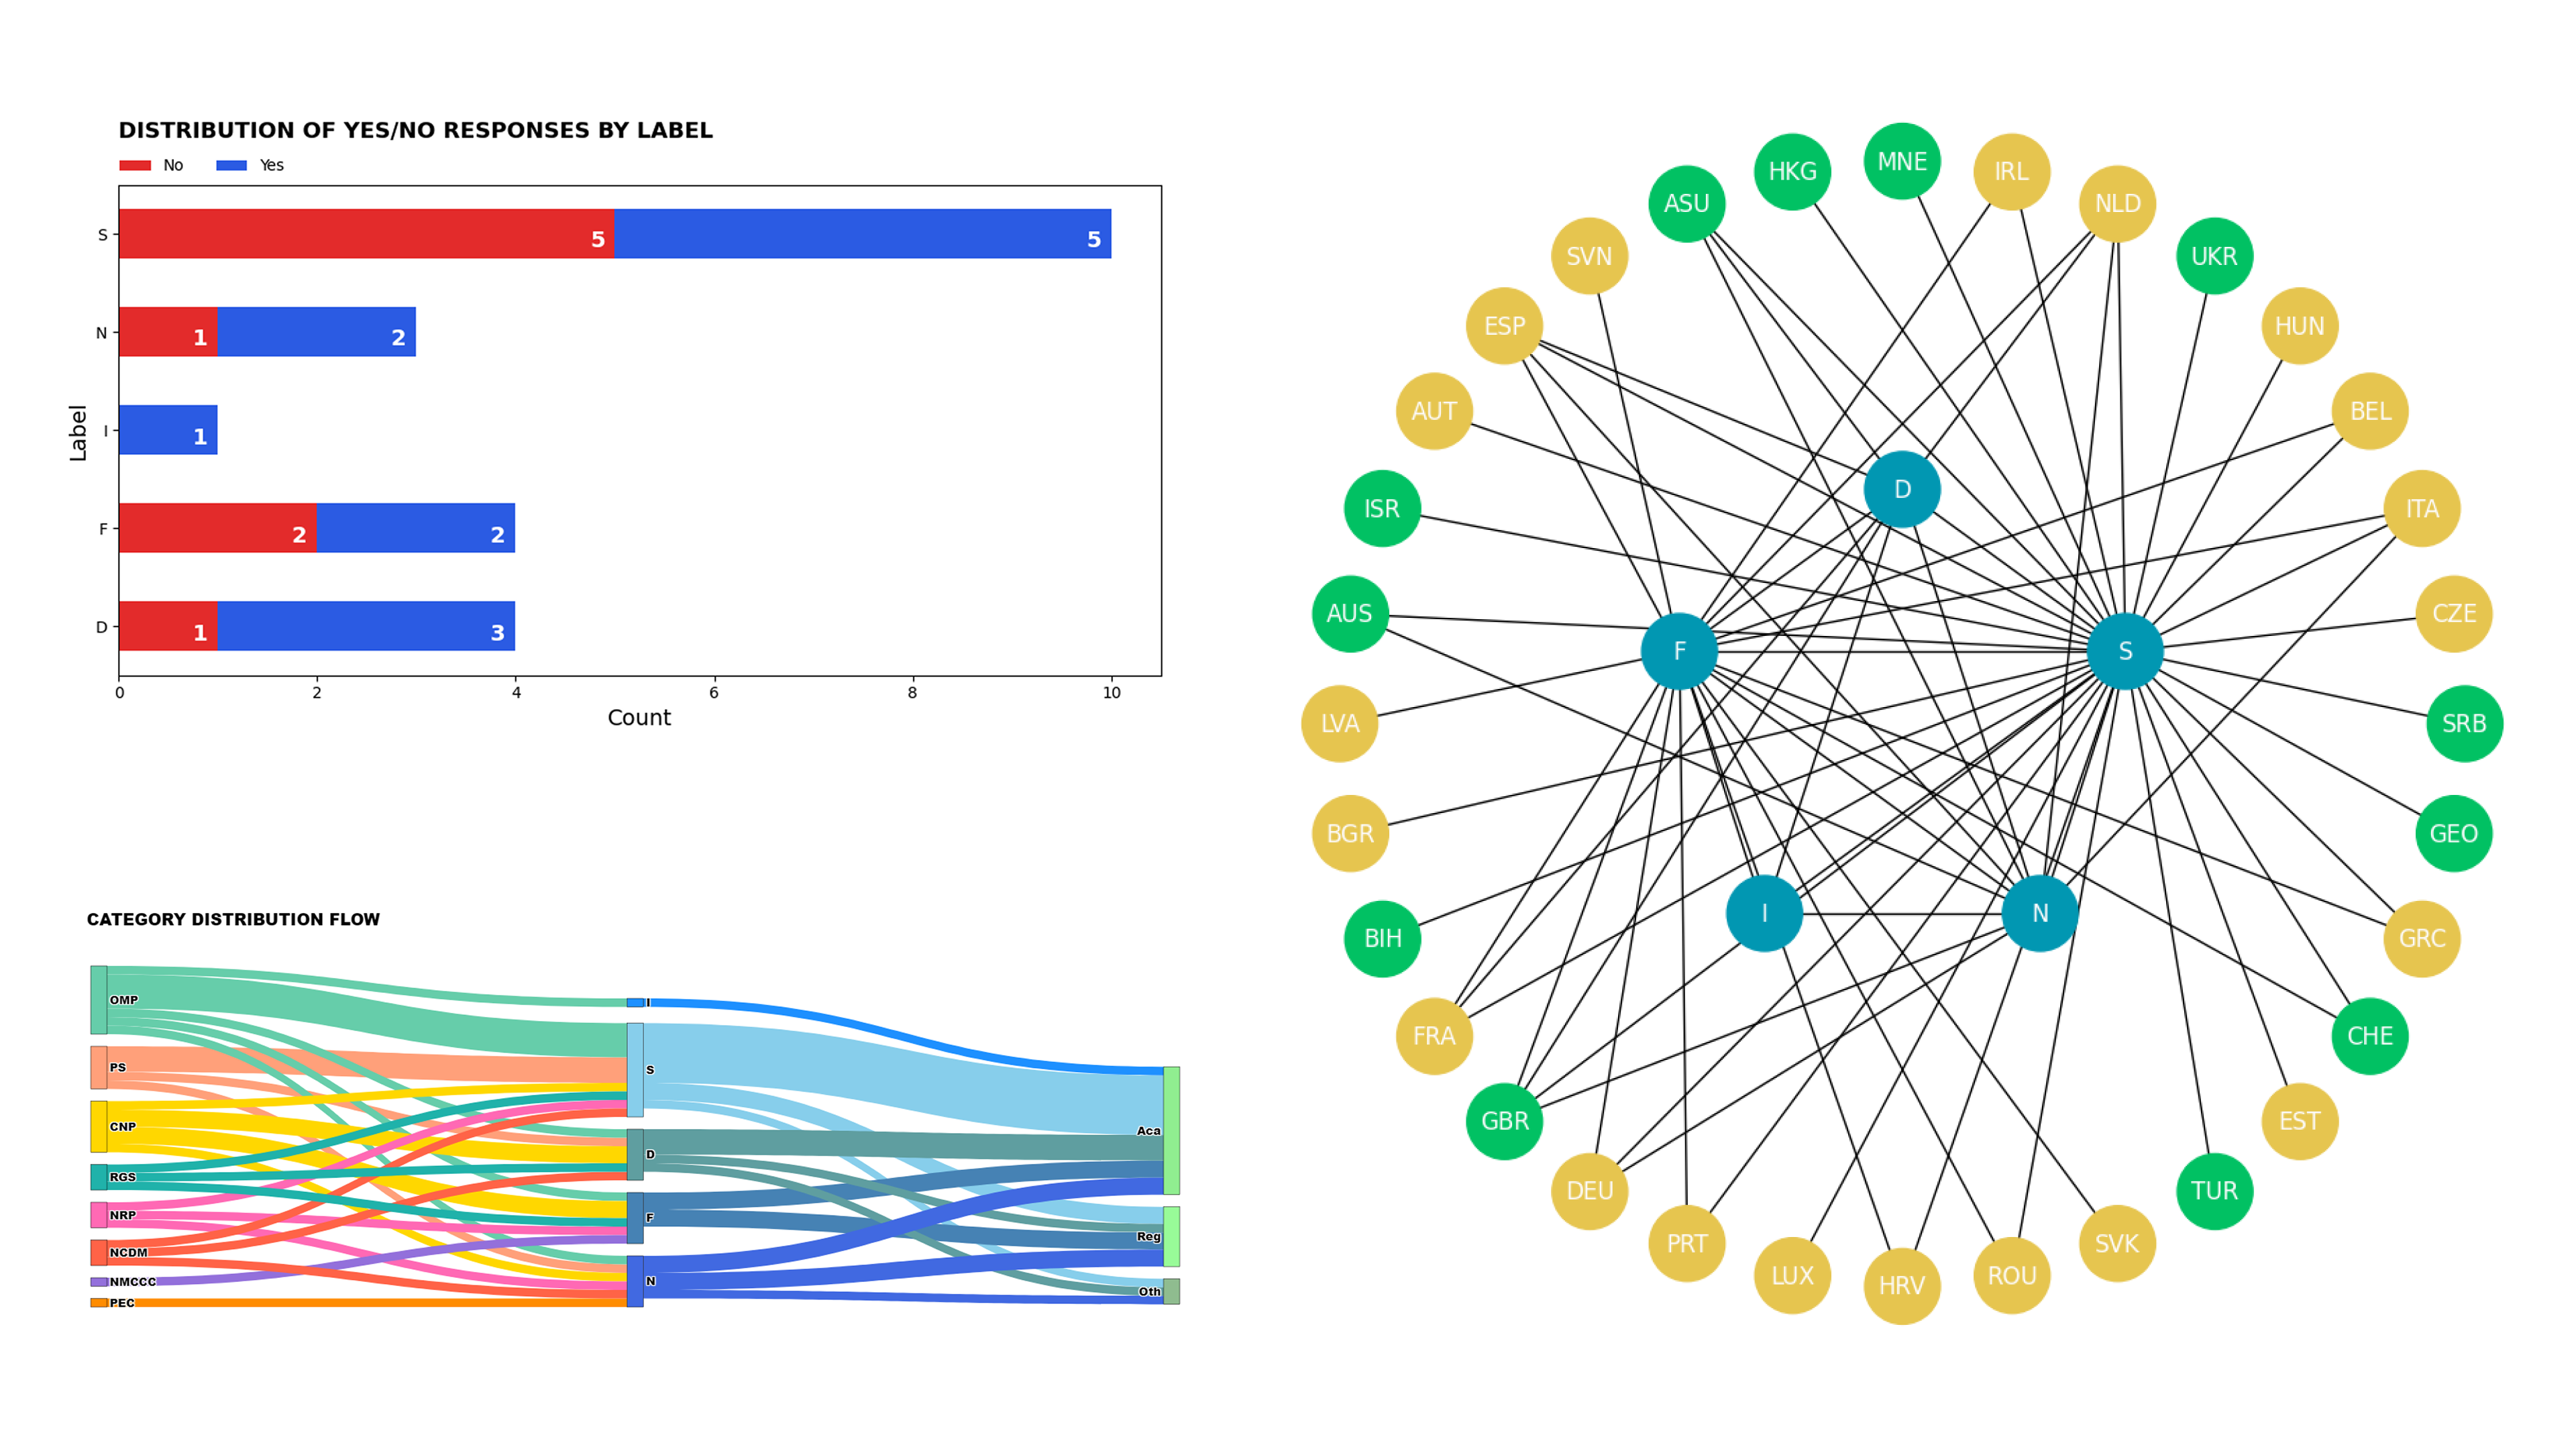 DISTRIBUTION OF YES/NO RESPONSES BY LABEL
No Yes
S 5 5
N 1 2
I 1
F 2 2
D 1 3
Label
0 2 4 6 8 10
Count
CATEGORY DISTRIBUTION FLOW
OMP
PS
CNP
RGS
NRP
NCDM
NMCCC
PEC
I
S
D
F
N
Aca
Reg
Oth
MNE
IRL
NLD
UKR
HUN
BEL
ITA
CZE
SRB
GEO
GRC
CHE
EST
TUR
SVK
ROU
HRV
LUX
PRT
DEU
GBR
FRA
BIH
BGR
LVA
AUS
ISR
AUT
ESP
SVN
ASU
HKG
D
F
S
I
N